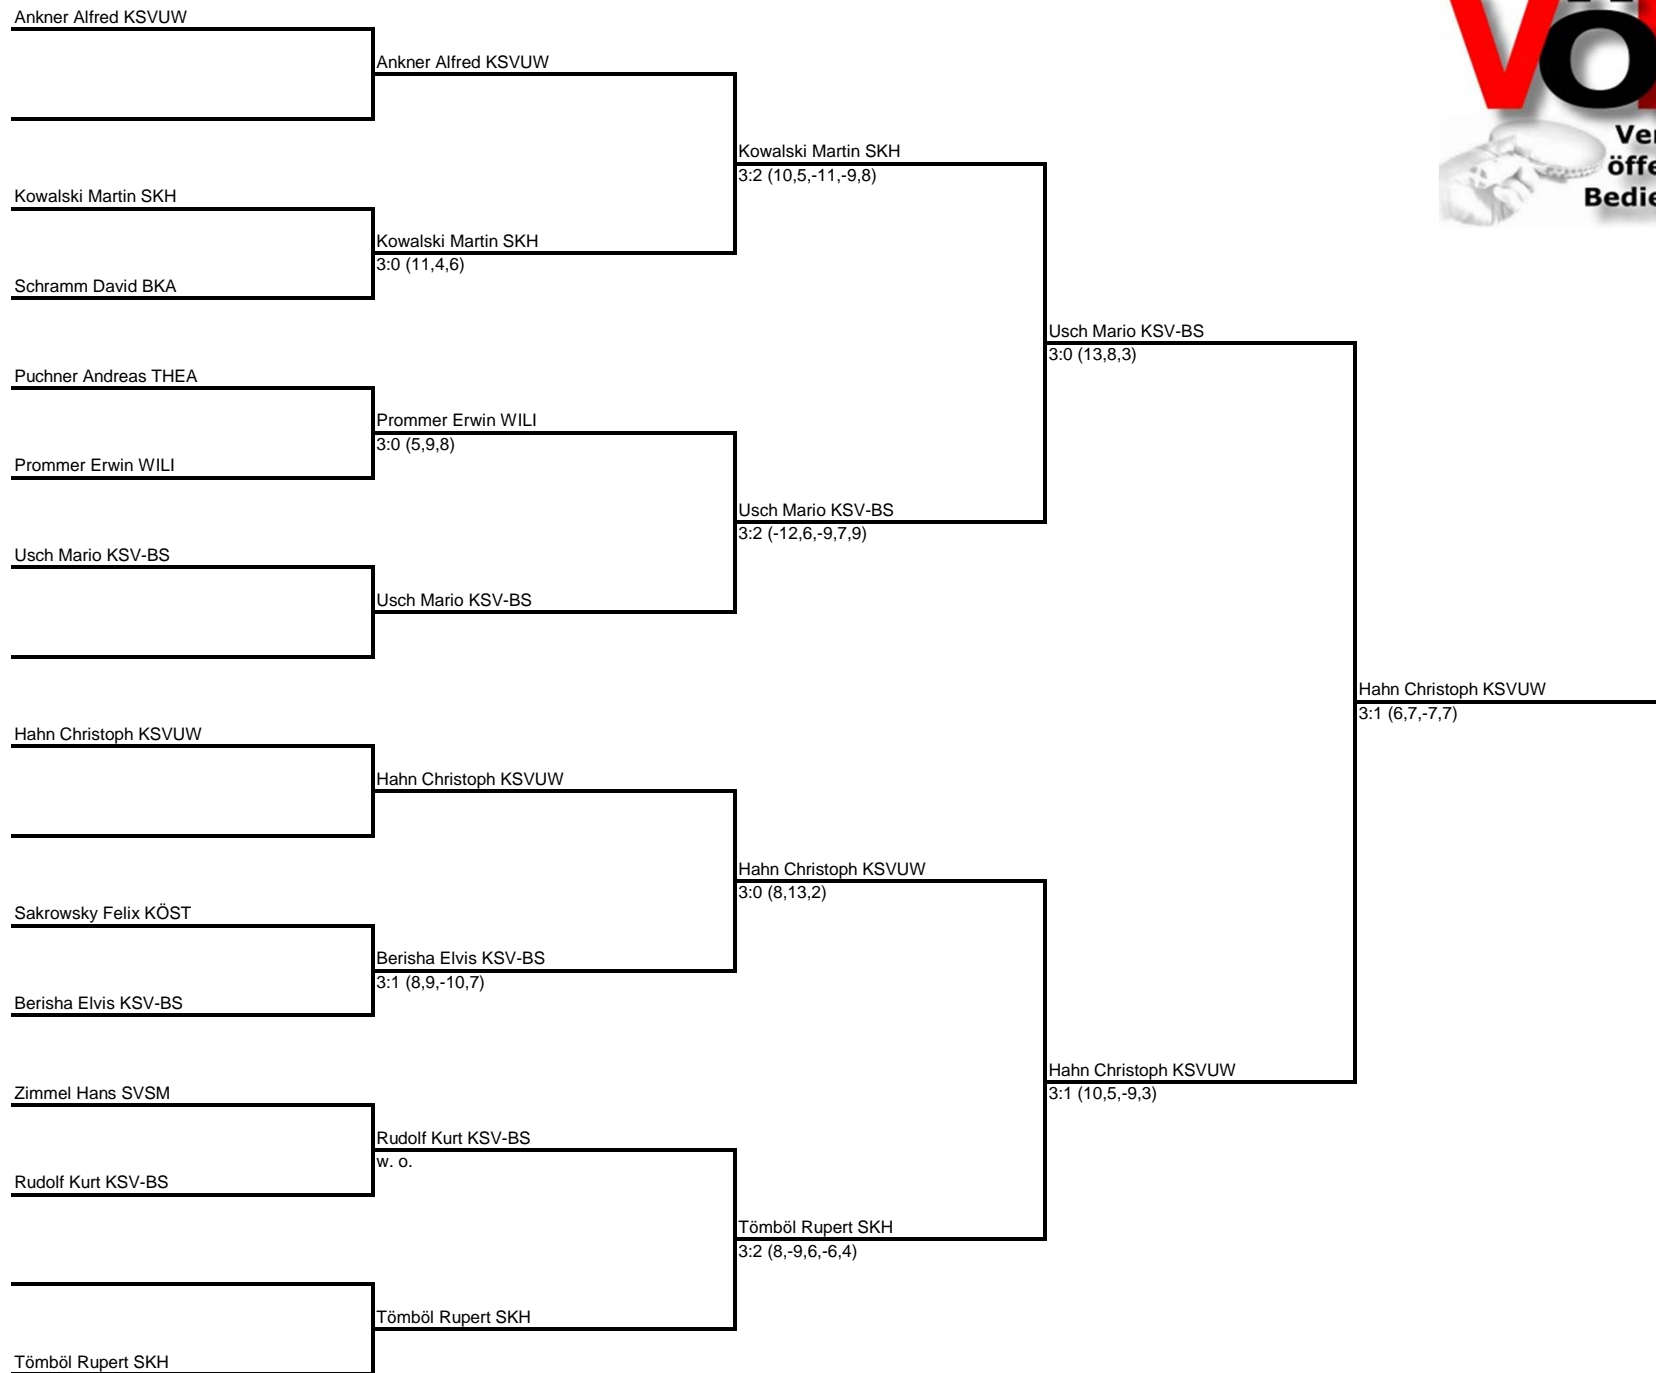 Ankner Alfred KSVUW
Ankner Alfred KSVUW
Kowalski Martin SKH
3:2 (10,5,-11,-9,8)
Kowalski Martin SKH
Kowalski Martin SKH
3:0 (11,4,6)
Schramm David BKA
Usch Mario KSV-BS
3:0 (13,8,3)
Puchner Andreas THEA
Prommer Erwin WILI
3:0 (5,9,8)
Prommer Erwin WILI
Usch Mario KSV-BS
3:2 (-12,6,-9,7,9)
Usch Mario KSV-BS
Usch Mario KSV-BS
Hahn Christoph KSVUW
3:1 (6,7,-7,7)
Hahn Christoph KSVUW
Hahn Christoph KSVUW
Hahn Christoph KSVUW
3:0 (8,13,2)
Sakrowsky Felix KÖST
Berisha Elvis KSV-BS
3:1 (8,9,-10,7)
Berisha Elvis KSV-BS
Hahn Christoph KSVUW
3:1 (10,5,-9,3)
Zimmel Hans SVSM
Rudolf Kurt KSV-BS
w. o.
Rudolf Kurt KSV-BS
Tömböl Rupert SKH
3:2 (8,-9,6,-6,4)
Tömböl Rupert SKH
Tömböl Rupert SKH